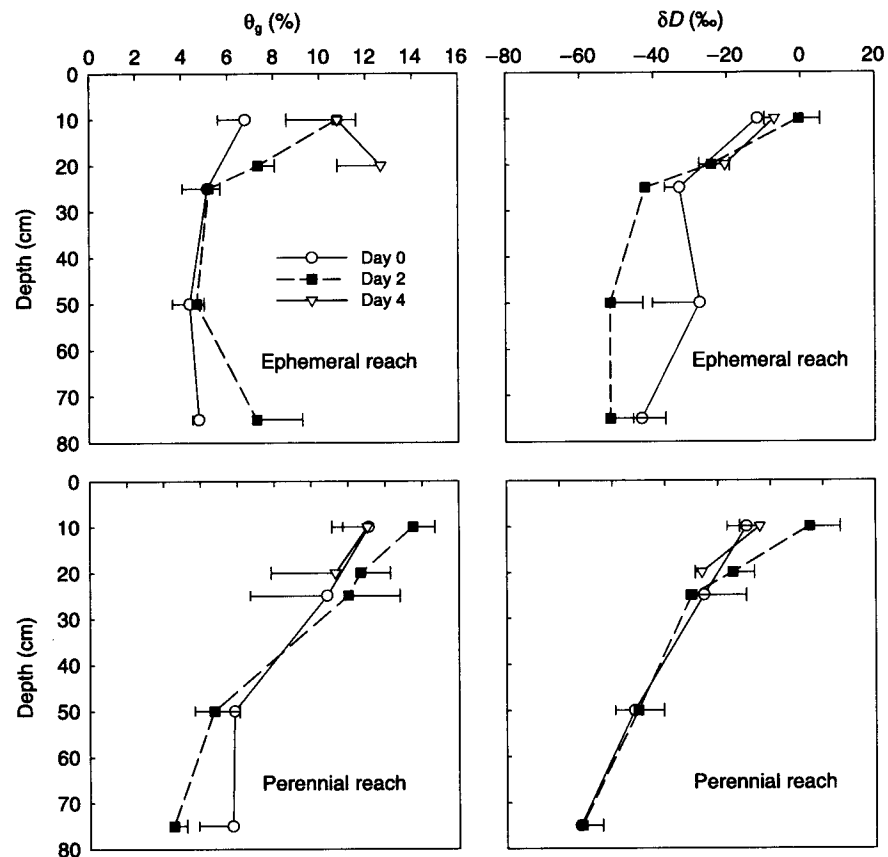 θg (%)
0 2 4 6 8 10 12 14 16
δD (‰)
−80 −60 −40 −20 0 20
Depth (cm)
0
10
20
30
40
50
60
70
80
Day 0
Day 2
Day 4
Ephemeral reach
Ephemeral reach
Depth (cm)
0
10
20
30
40
50
60
70
80
Perennial reach
Perennial reach